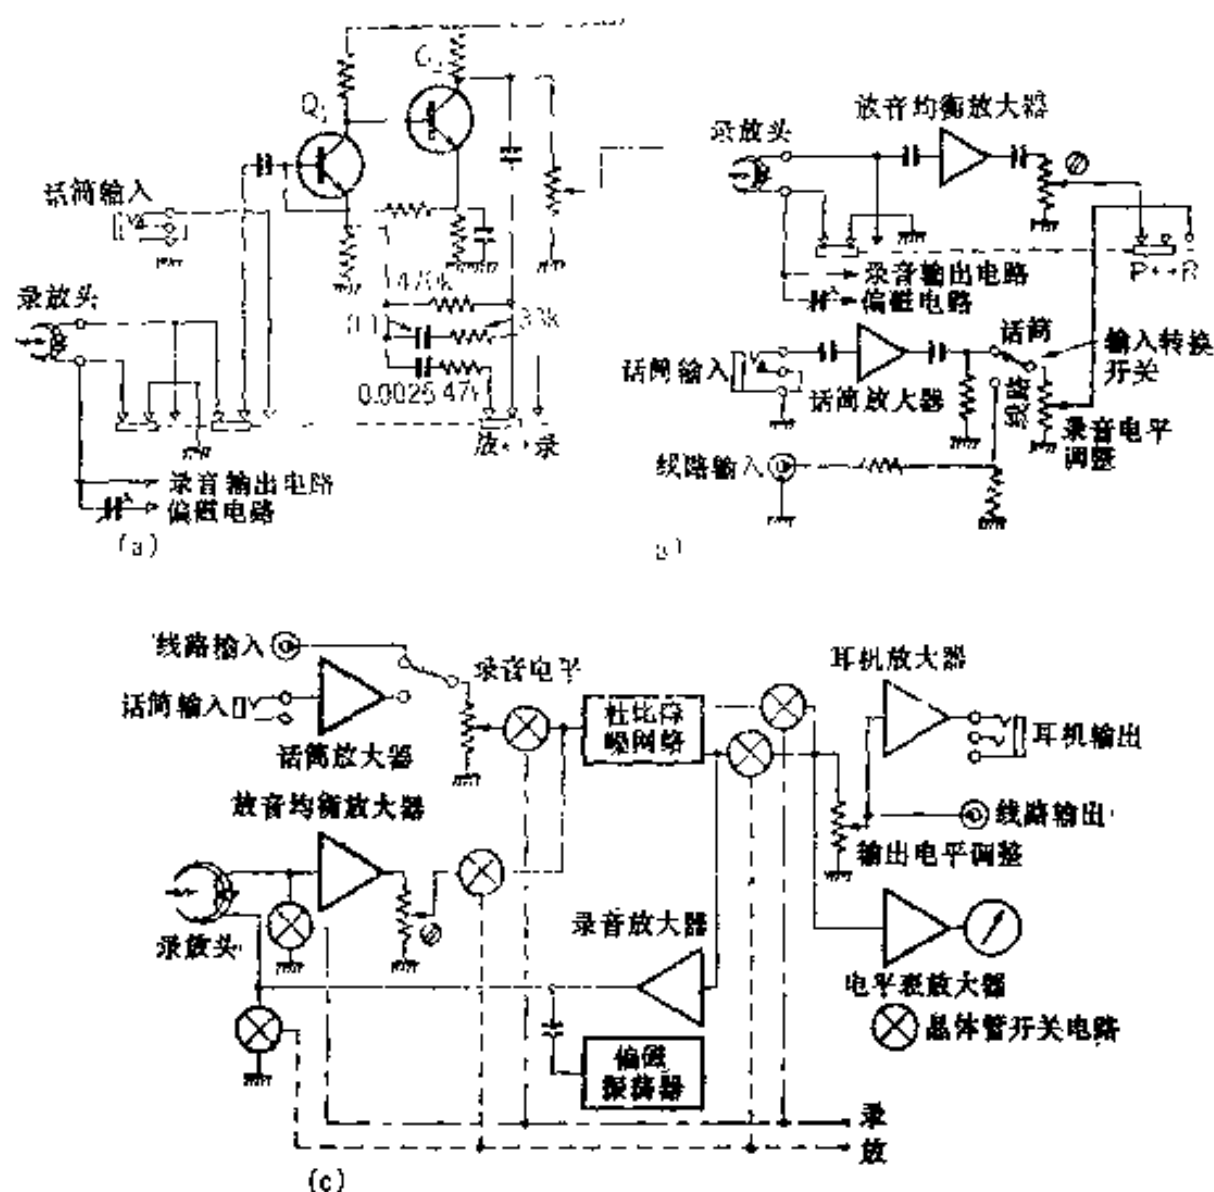 Q₁
话筒输入
录放头
33k
0.0025
47k
放↔录
录音输出电路
偏磁电路
(a)
放音均衡放大器
录放头
录音输出电路
偏磁电路
P↔R
话筒
输入转换
开关
话筒输入
话筒放大器
线路
录音电平
调整
线路输入
线路输入
话筒输入
话筒放大器
录音电平
杜比降
噪网络
耳机放大器
耳机输出
线路输出
输出电平调整
放音均衡放大器
录放头
录音放大器
电平表放大器
晶体管开关电路
偏磁
振荡器
录
放
(c)